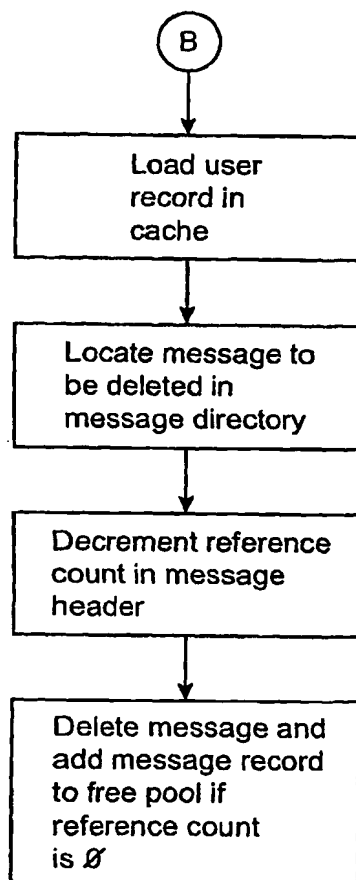 B
Load user
record in
cache
Locate message to
be deleted in
message directory
Decrement reference
count in message
header
Delete message and
add message record
to free pool if
reference count
is Ø